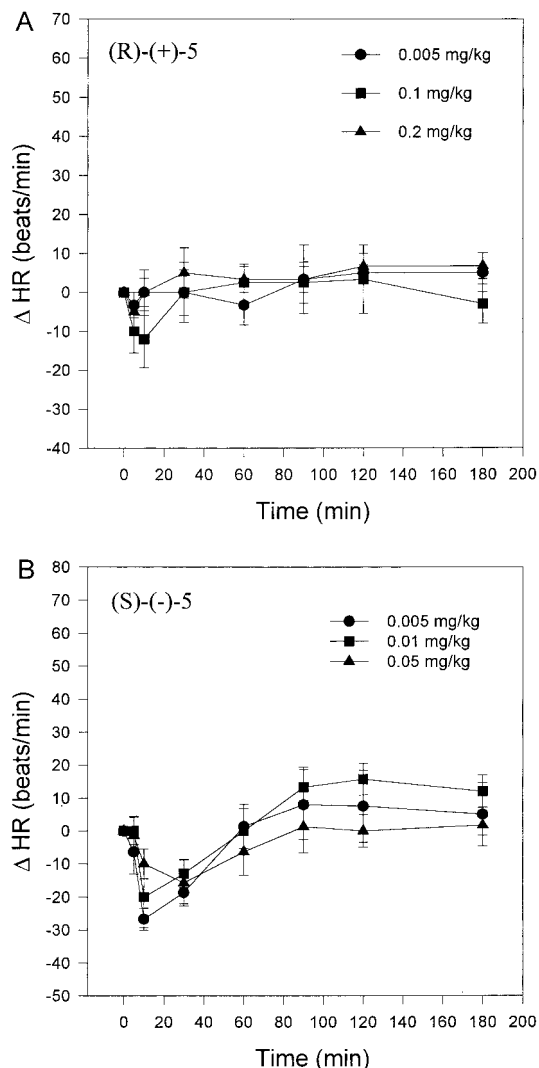 A
(R)-(+)-5
0.005 mg/kg
0.1 mg/kg
0.2 mg/kg
Δ HR (beats/min)
70
60
50
40
30
20
10
0
-10
-20
-30
-40
0 20 40 60 80 100 120 140 160 180 200
Time (min)
B
(S)-(-)-5
0.005 mg/kg
0.01 mg/kg
0.05 mg/kg
Δ HR (beats/min)
80
70
60
50
40
30
20
10
0
-10
-20
-30
-40
-50
0 20 40 60 80 100 120 140 160 180 200
Time (min)